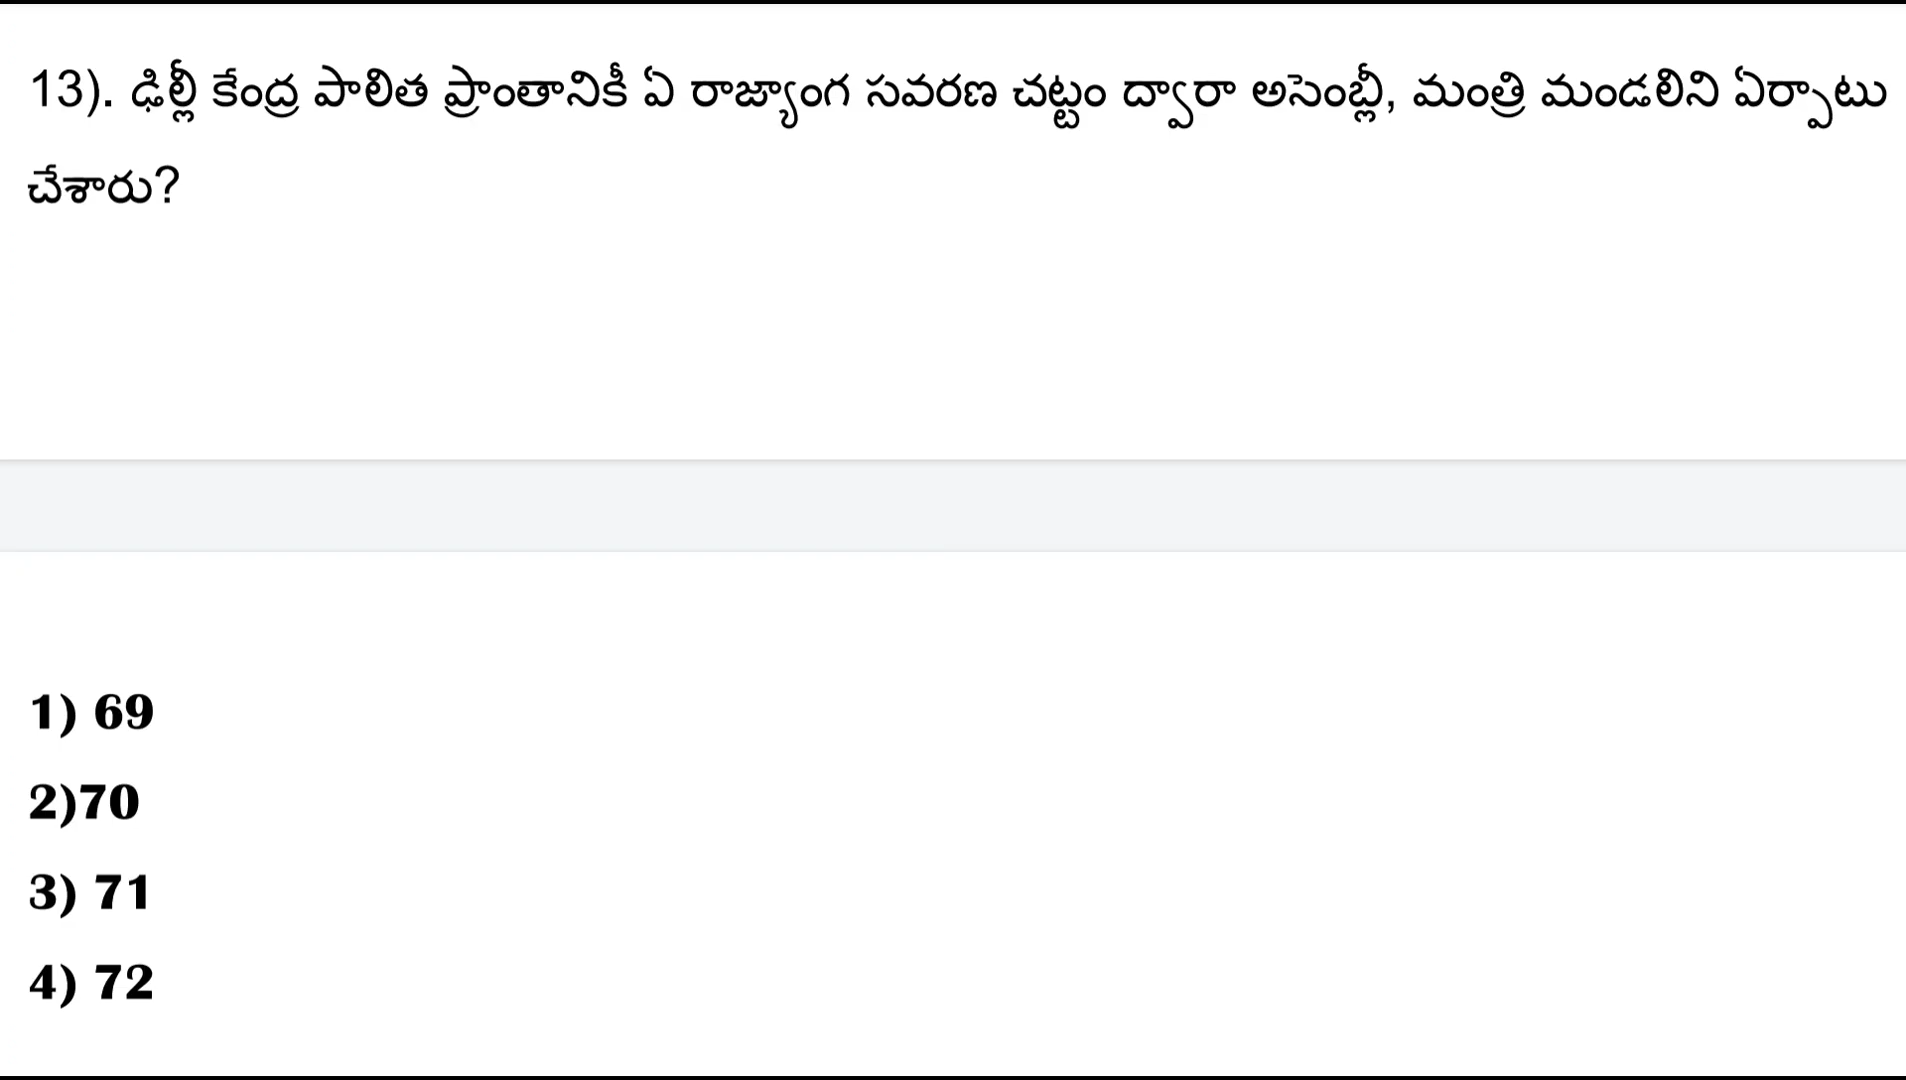 13). ఢిల్లీ కేంద్ర పాలిత ప్రాంతానికీ ఏ రాజ్యాంగ సవరణ చట్టం ద్వారా అసెంబ్లీ, మంత్రి మండలిని ఏర్పాటు
చేశారు?
1) 69
2)70
3) 71
4) 72